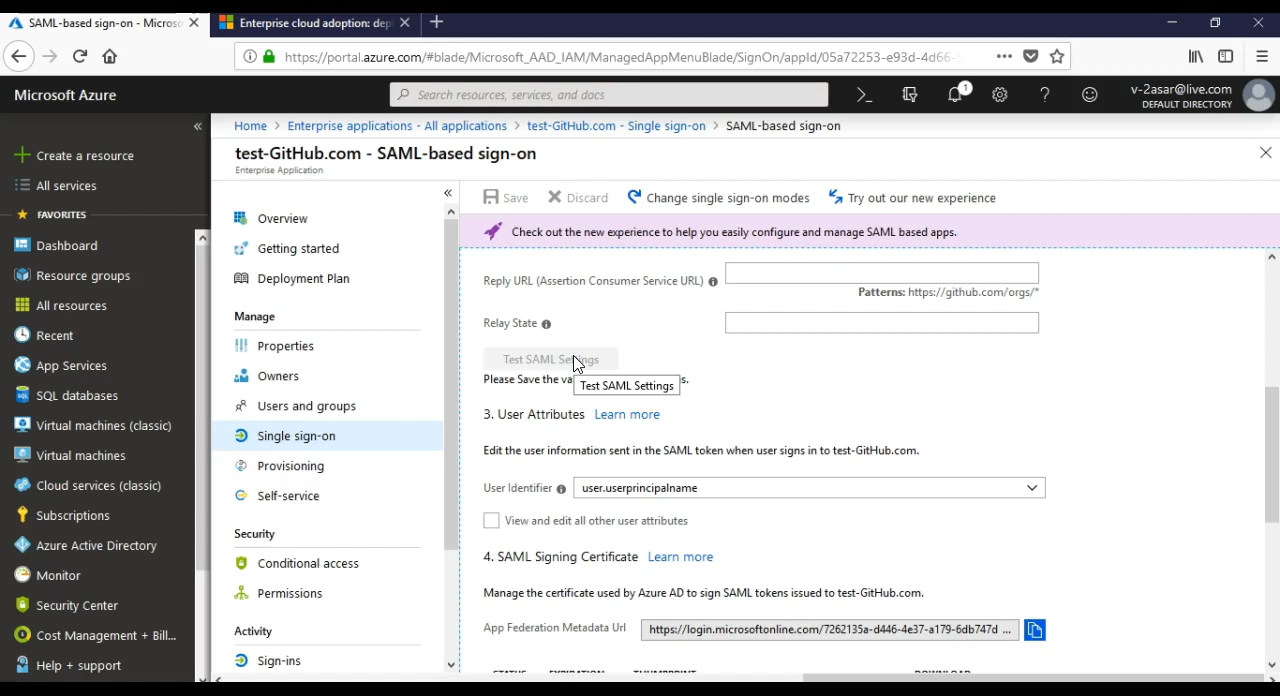 SAML-based sign-on - Micros
Enterprise cloud adoption: dep
https://portal.azure.com/#blade/Microsoft_AAD_IAM/ManagedAppMenuBlade/SignOn/appId/05a72253-e93d-4d66-
Microsoft Azure
Search resources, services, and docs
1
v-2asar@live.com
DEFAULT DIRECTORY
Home > Enterprise applications - All applications > test-GitHub.com - Single sign-on > SAML-based sign-on
test-GitHub.com - SAML-based sign-on
Enterprise Application
Create a resource
All services
FAVORITES
Dashboard
Resource groups
All resources
Recent
App Services
SQL databases
Virtual machines (classic)
Virtual machines
Cloud services (classic)
Subscriptions
Azure Active Directory
Monitor
Security Center
Cost Management + Bill...
Help + support
Overview
Getting started
Deployment Plan
Manage
Properties
Owners
Users and groups
Single sign-on
Provisioning
Self-service
Security
Conditional access
Permissions
Activity
Sign-ins
Save Discard Change single sign-on modes Try out our new experience
Check out the new experience to help you easily configure and manage SAML based apps.
Reply URL (Assertion Consumer Service URL)
Patterns: https://github.com/orgs/*
Relay State
Test SAML Settings
Please Save the va s.
Test SAML Settings
3. User Attributes Learn more
Edit the user information sent in the SAML token when user signs in to test-GitHub.com.
User Identifier user.userprincipalname
View and edit all other user attributes
4. SAML Signing Certificate Learn more
Manage the certificate used by Azure AD to sign SAML tokens issued to test-GitHub.com.
App Federation Metadata Url https://login.microsoftonline.com/7262135a-d446-4e37-a179-6db747d ...
STATUS EXPIRATION THUMBPRINT DOWNLOAD